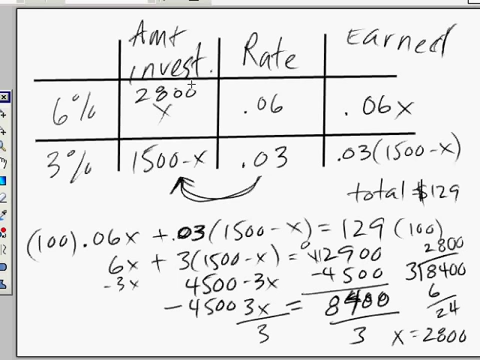 Amt invest. Rate Earned
6% 2800 x .06 .06x
3% 1500-x .03 .03(1500-x)
total $129
(100).06x + .03(1500-x) = 129(100)
6x + 3(1500-x) = 12900
-3x 4500-3x -4500
-4500 3x = 8400
3 3
2800
3)8400
6
24
x=2800